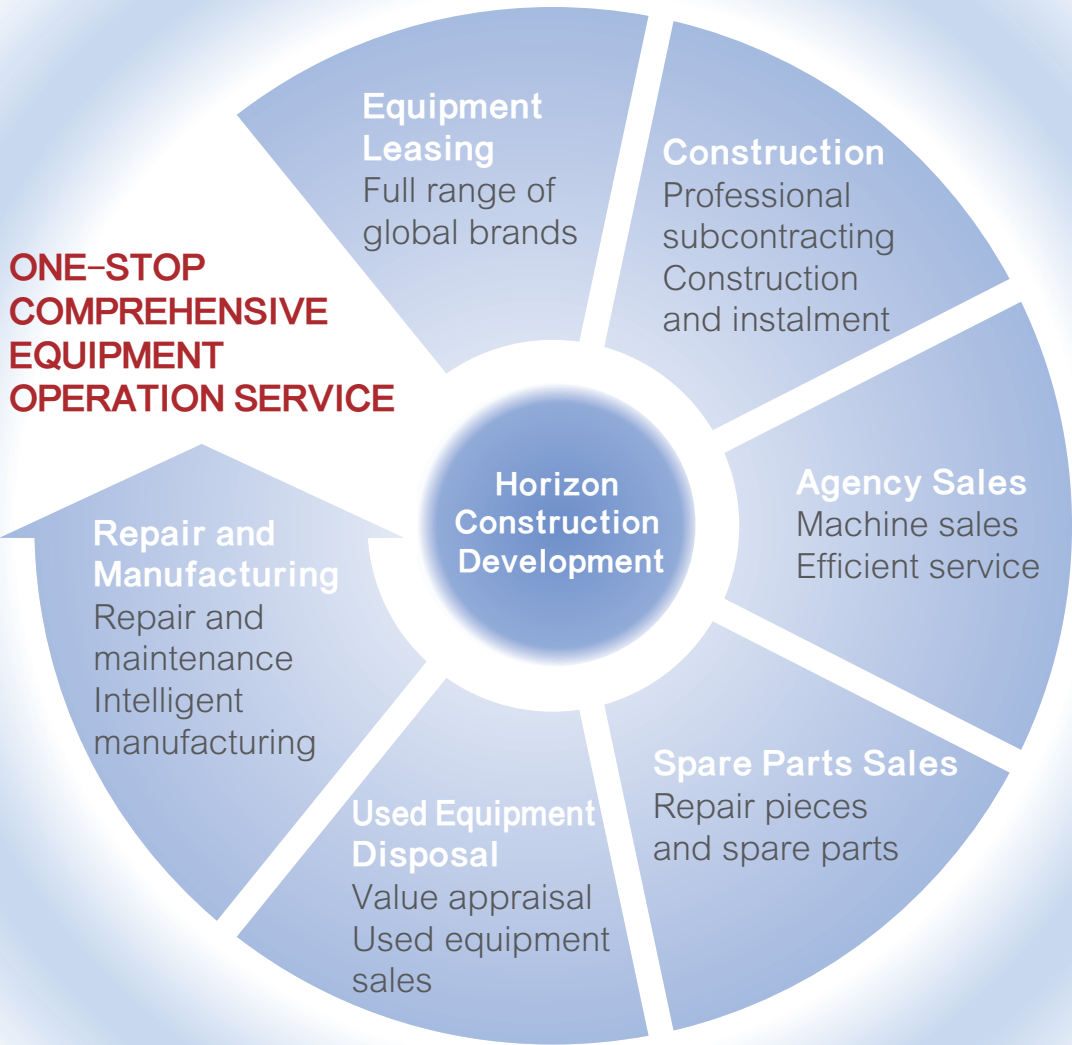 Equipment
Leasing
Full range of
global brands
Construction
Professional
subcontracting
Construction
and instalment
Agency Sales
Machine sales
Efficient service
Spare Parts Sales
Repair pieces
and spare parts
Used Equipment
Disposal
Value appraisal
Used equipment
sales
Repair and
Manufacturing
Repair and
maintenance
Intelligent
manufacturing
ONE–STOP
COMPREHENSIVE
EQUIPMENT
OPERATION SERVICE
Horizon
Construction
Development